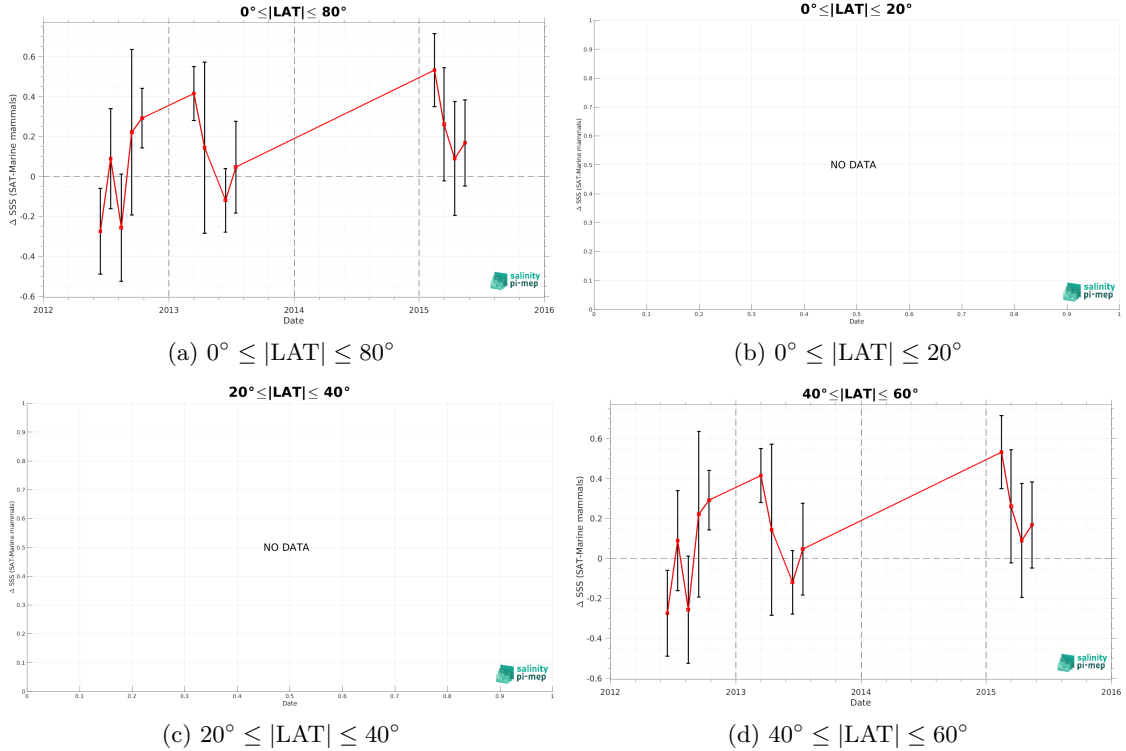 0°≤|LAT|≤ 80°
Δ SSS (SAT-Marine mammals)
0.6
0.4
0.2
0
-0.2
-0.4
-0.6
2012
2013
2014
2015
2016
Date
salinity
pi-mep
(a) 0° ≤ |LAT| ≤ 80°
0°≤|LAT|≤ 20°
Δ SSS (SAT-Marine mammals)
1
0.9
0.8
0.7
0.6
0.5
0.4
0.3
0.2
0.1
0
NO DATA
0
0.1
0.2
0.3
0.4
0.5
0.6
0.7
0.8
0.9
1
Date
salinity
pi-mep
(b) 0° ≤ |LAT| ≤ 20°
20°≤|LAT|≤ 40°
Δ SSS (SAT-Marine mammals)
1
0.9
0.8
0.7
0.6
0.5
0.4
0.3
0.2
0.1
0
NO DATA
0
0.1
0.2
0.3
0.4
0.5
0.6
0.7
0.8
0.9
1
Date
salinity
pi-mep
(c) 20° ≤ |LAT| ≤ 40°
40°≤|LAT|≤ 60°
Δ SSS (SAT-Marine mammals)
0.6
0.4
0.2
0
-0.2
-0.4
-0.6
2012
2013
2014
2015
2016
Date
salinity
pi-mep
(d) 40° ≤ |LAT| ≤ 60°